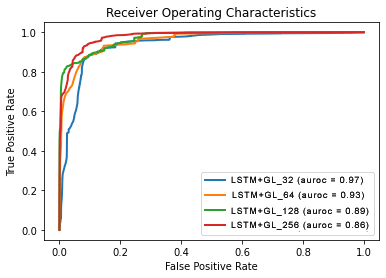 Receiver Operating Characteristics
True Positive Rate
1.0
0.8
0.6
0.4
0.2
0.0
LSTM+GL_32 (auroc = 0.97)
LSTM+GL_64 (auroc = 0.93)
LSTM+GL_128 (auroc = 0.89)
LSTM+GL_256 (auroc = 0.86)
0.0 0.2 0.4 0.6 0.8 1.0
False Positive Rate